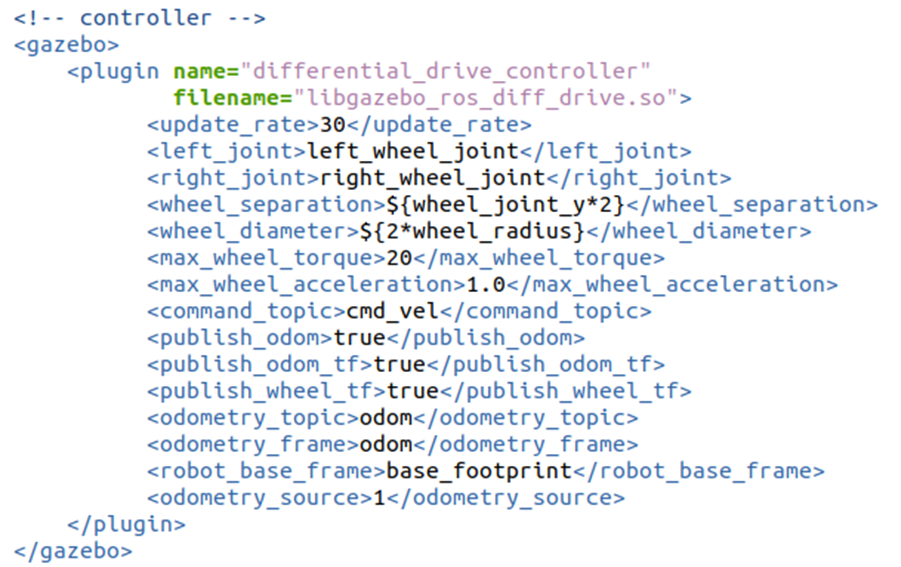 <!-- controller -->
<gazebo>
    <plugin name="differential_drive_controller"
            filename="libgazebo_ros_diff_drive.so">
          <update_rate>30</update_rate>
          <left_joint>left_wheel_joint</left_joint>
          <right_joint>right_wheel_joint</right_joint>
          <wheel_separation>${wheel_joint_y*2}</wheel_separation>
          <wheel_diameter>${2*wheel_radius}</wheel_diameter>
          <max_wheel_torque>20</max_wheel_torque>
          <max_wheel_acceleration>1.0</max_wheel_acceleration>
          <command_topic>cmd_vel</command_topic>
          <publish_odom>true</publish_odom>
          <publish_odom_tf>true</publish_odom_tf>
          <publish_wheel_tf>true</publish_wheel_tf>
          <odometry_topic>odom</odometry_topic>
          <odometry_frame>odom</odometry_frame>
          <robot_base_frame>base_footprint</robot_base_frame>
          <odometry_source>1</odometry_source>
    </plugin>
</gazebo>